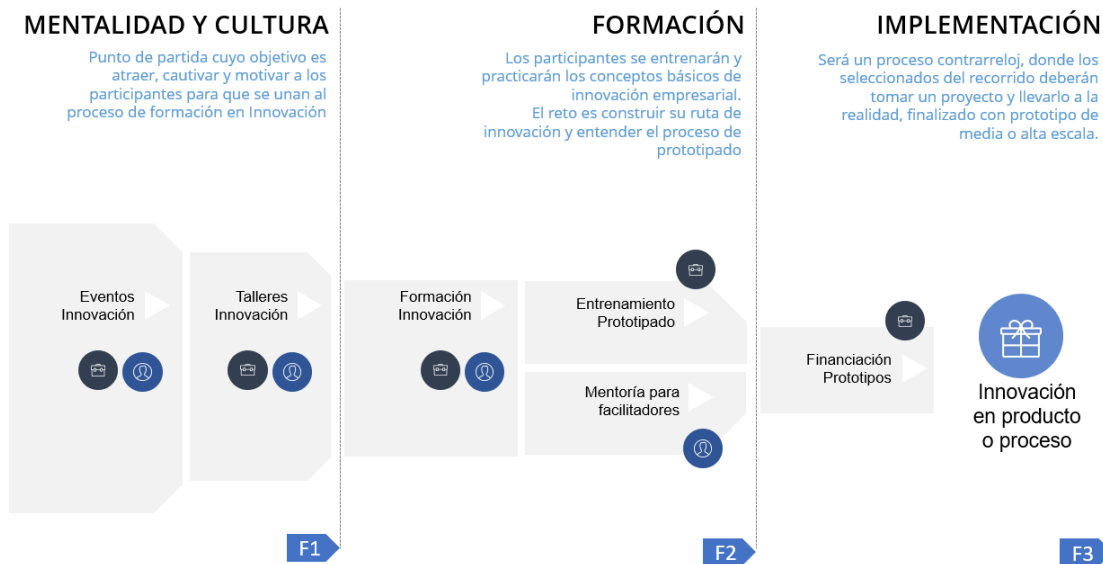 MENTALIDAD Y CULTURA
Punto de partida cuyo objetivo es
atraer, cautivar y motivar a los
participantes para que se unan al
proceso de formación en Innovación
Eventos
Innovación
Talleres
Innovación
F1
FORMACIÓN
Los participantes se entrenarán y
practicarán los conceptos básicos de
innovación empresarial.
El reto es construir su ruta de
innovación y entender el proceso de
prototipado
Formación
Innovación
Entrenamiento
Prototipado
Mentoría para
facilitadores
F2
IMPLEMENTACIÓN
Será un proceso contrarreloj, donde los
seleccionados del recorrido deberán
tomar un proyecto y llevarlo a la
realidad, finalizado con prototipo de
media o alta escala.
Financiación
Prototipos
Innovación
en producto
o proceso
F3